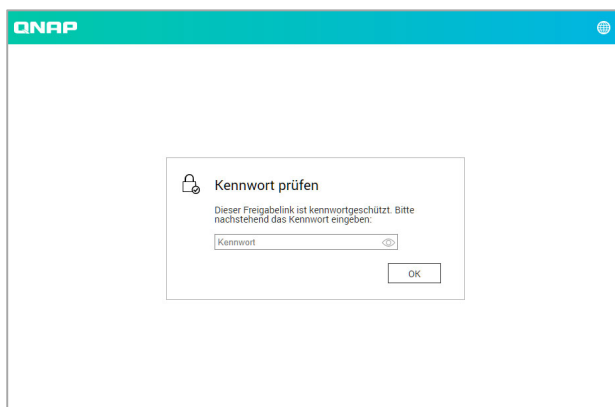 QNAP
Kennwort prüfen
Dieser Freigabelink ist kennwortgeschützt. Bitte
nachstehend das Kennwort eingeben:
Kennwort
OK